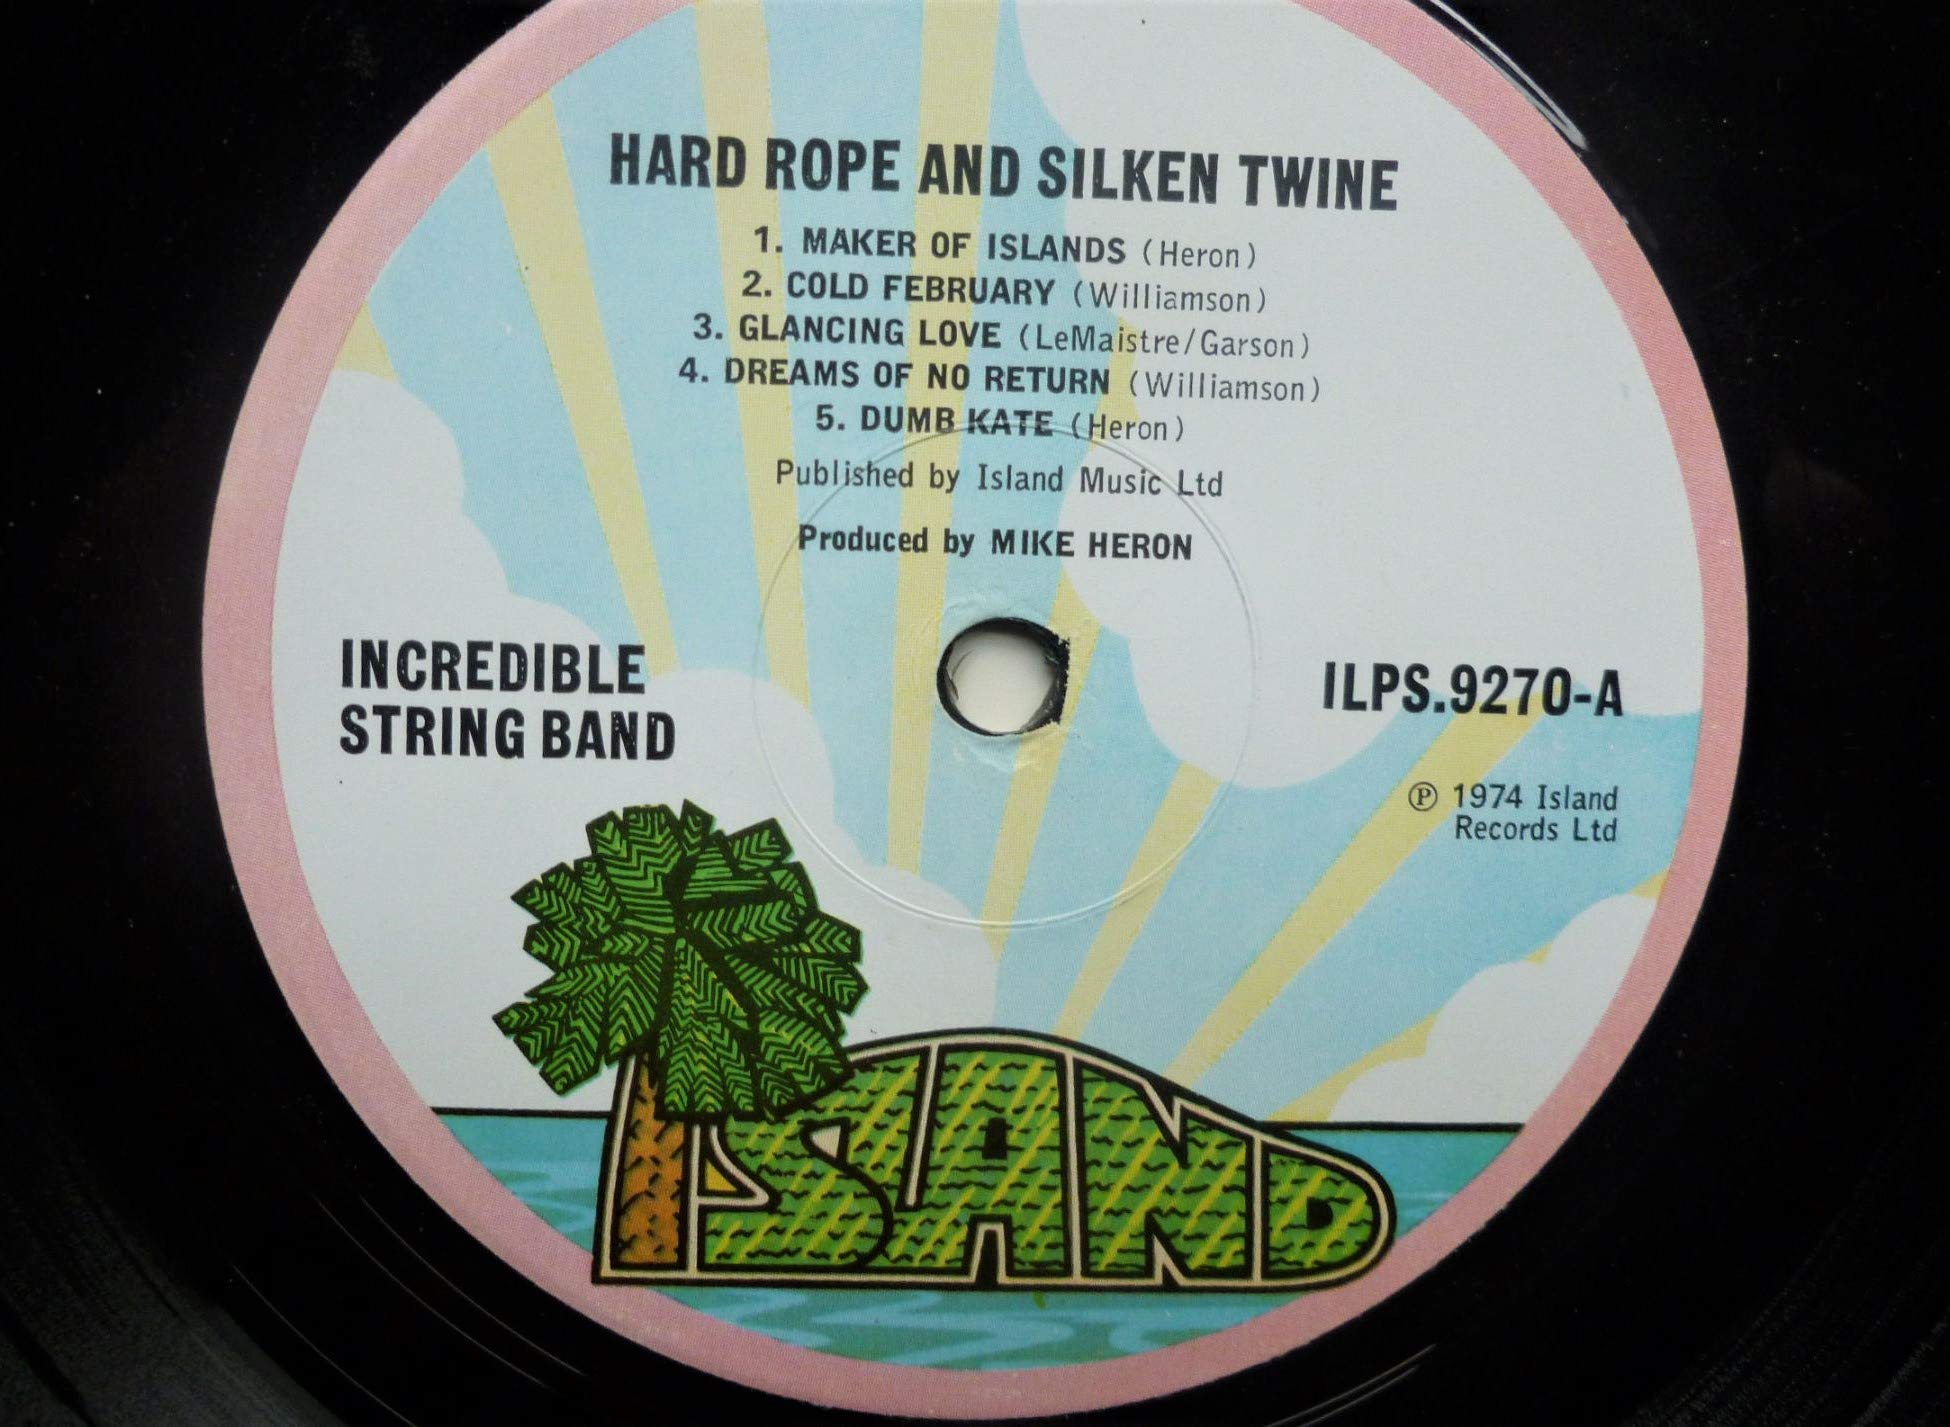 HARD ROPE AND SILKEN TWINE
1. MAKER OF ISLANDS (Heron)
2. COLD FEBRUARY (Williamson)
3. GLANCING LOVE (LeMaistre/Garson)
4. DREAMS OF NO RETURN (Williamson)
5. DUMB KATE (Heron)
Published by Island Music Ltd
Produced by MIKE HERON
INCREDIBLE
STRING BAND
ILPS.9270-A
℗ 1974 Island
Records Ltd
ISLAND